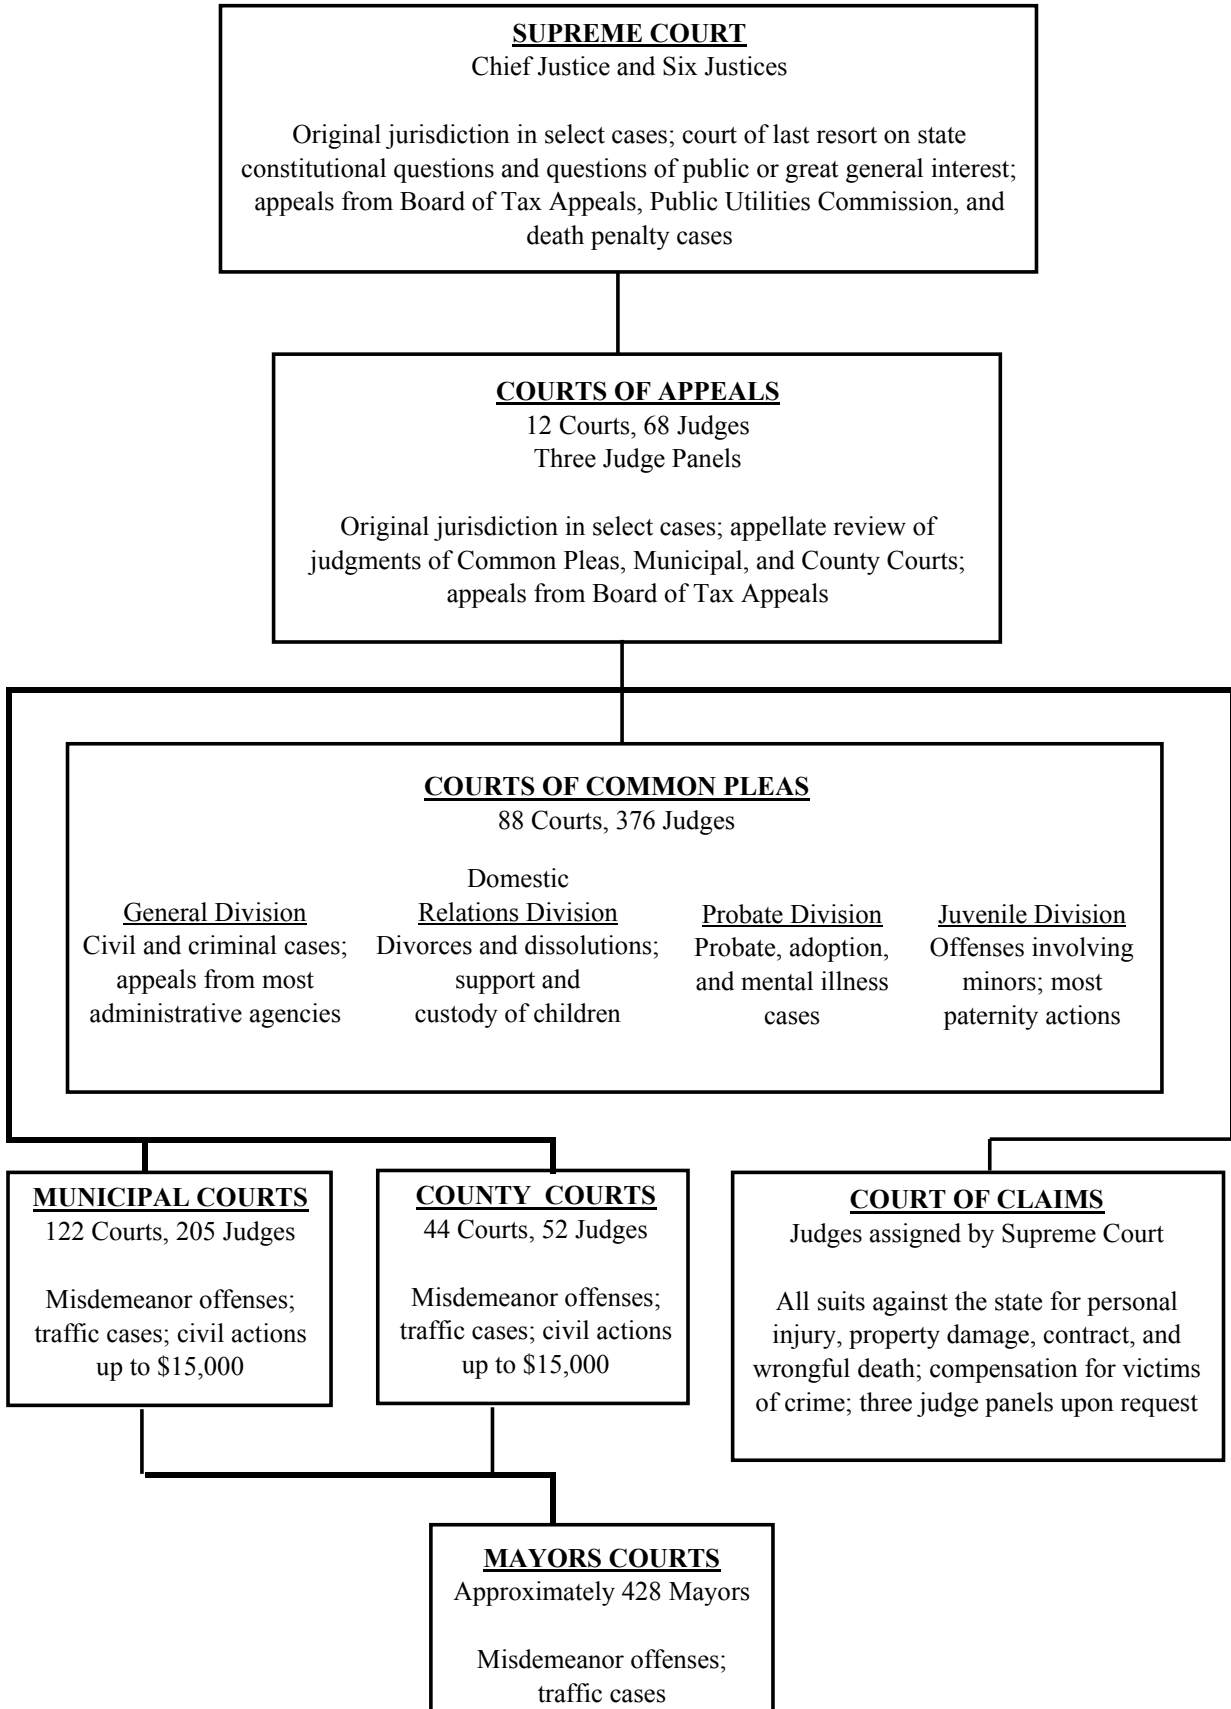 SUPREME COURT
Chief Justice and Six Justices
Original jurisdiction in select cases; court of last resort on state
constitutional questions and questions of public or great general interest;
appeals from Board of Tax Appeals, Public Utilities Commission, and
death penalty cases
COURTS OF APPEALS
12 Courts, 68 Judges
Three Judge Panels
Original jurisdiction in select cases; appellate review of
judgments of Common Pleas, Municipal, and County Courts;
appeals from Board of Tax Appeals
COURTS OF COMMON PLEAS
88 Courts, 376 Judges
General Division
Civil and criminal cases;
appeals from most
administrative agencies
Domestic
Relations Division
Divorces and dissolutions;
support and
custody of children
Probate Division
Probate, adoption,
and mental illness
cases
Juvenile Division
Offenses involving
minors; most
paternity actions
MUNICIPAL COURTS
122 Courts, 205 Judges
Misdemeanor offenses;
traffic cases; civil actions
up to $15,000
COUNTY COURTS
44 Courts, 52 Judges
Misdemeanor offenses;
traffic cases; civil actions
up to $15,000
COURT OF CLAIMS
Judges assigned by Supreme Court
All suits against the state for personal
injury, property damage, contract, and
wrongful death; compensation for victims
of crime; three judge panels upon request
MAYORS COURTS
Approximately 428 Mayors
Misdemeanor offenses;
traffic cases